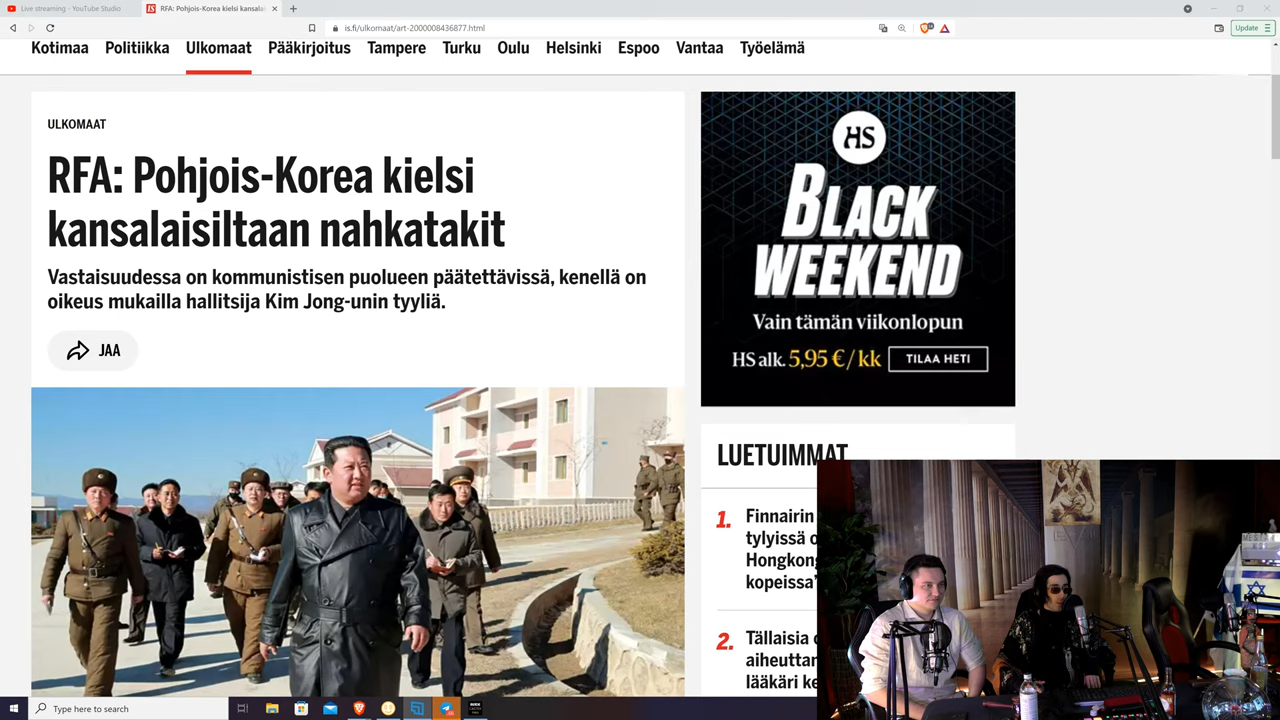 Live streaming - YouTube Studio
RFA: Pohjois-Korea kielsi kansalai
is.fi/ulkomaat/art-2000008436877.html
Update
Kotimaa Politiikka Ulkomaat Pääkirjoitus Tampere Turku Oulu Helsinki Espoo Vantaa Työelämä
ULKOMAAT
RFA: Pohjois-Korea kielsi
kansalaisiltaan nahkatakit
Vastaisuudessa on kommunistisen puolueen päätettävissä, kenellä on
oikeus mukailla hallitsija Kim Jong-unin tyyliä.
JAA
HS
BLACK
WEEKEND
Vain tämän viikonlopun
HS alk. 5,95 €/kk TILAA HETI
LUETUIMMAT
1. Finnairin
tylyissä o
Hongkong
kopeissa"
2. Tällaisia
aiheuttan
lääkäri ke
Type here to search